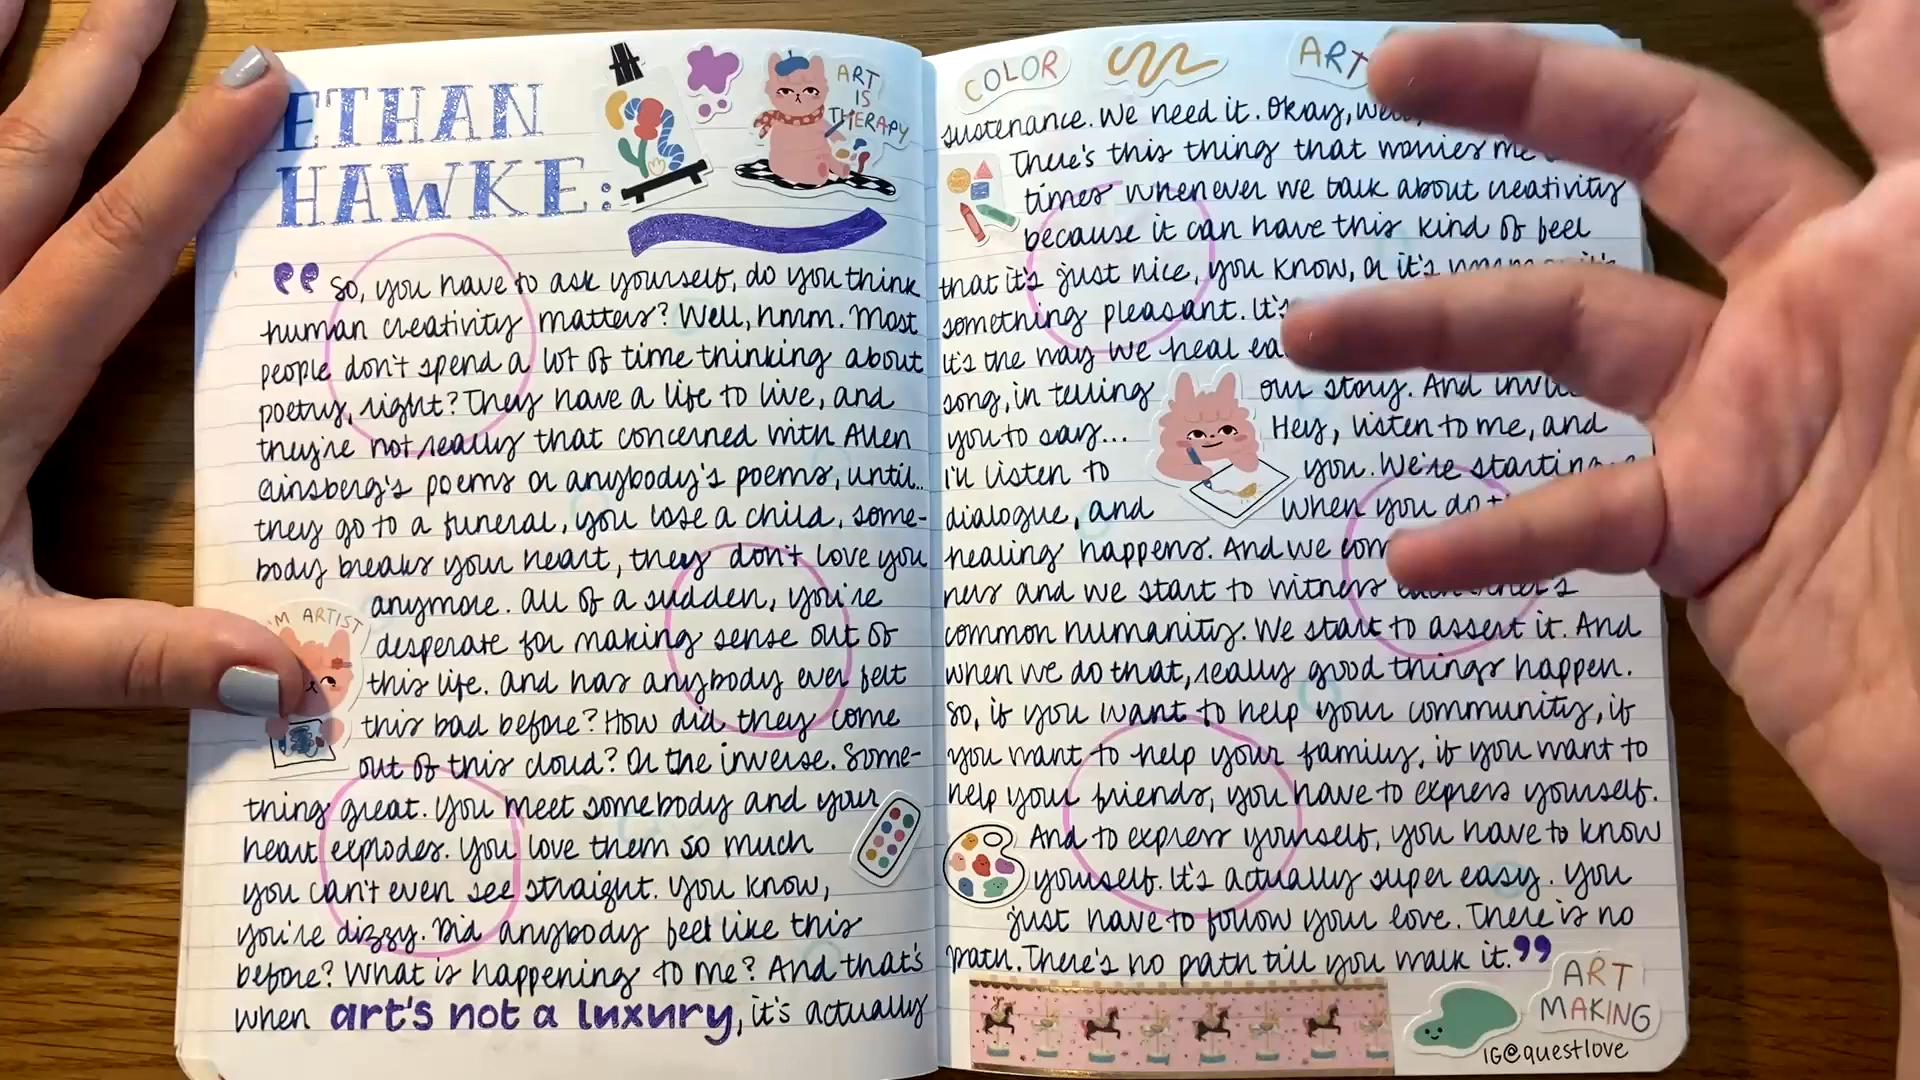 ETHAN
HAWKE:
ART
IS
THERAPY
"So, you have to ask yourself, do you think
human creativity matters? Well, hmm. Most
people don't spend a lot of time thinking about
poetry, right? They have a life to live, and
they're not really that concerned with Allen
Ginsberg's poems or anybody's poems, until..
they go to a funeral, you lose a child, some-
body breaks your heart, they don't love you
anymore. All of a sudden, you're
desperate for making sense out of
this life. And has anybody ever felt
this bad before? How did they come
out of this cloud? Or the inverse. Some-
thing great. You meet somebody and your
heart explodes. You love them so much
you can't even see straight. You know,
you're dizzy. Did anybody feel like this
before? What is happening to me? And that's
when art's not a luxury, it's actually
I'M ARTIST
COLOR
ART
sustenance. We need it. Okay,
There's this thing that worries me
times whenever we talk about creativity
because it can have this kind of feel
that it's just nice, you know, or it's
something pleasant. It's
It's the way we heal
song, in telling our story. And
you to say... Hey, listen to me, and
I'll listen to you. We're starting
dialogue, and when you do
healing happens. And we
ners and we start to witness
common humanity. We start to assert it. And
when we do that, really good things happen.
So, if you want to help your community, if
you want to help your family, if you want to
help your friends, you have to express yourself.
And to express yourself, you have to know
yourself. It's actually super easy. You
just have to follow your love. There is no
path. There's no path till you walk it."
ART
MAKING
IG@questlove